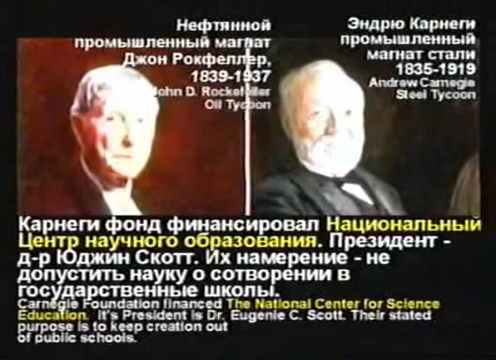 Нефтянной
промышленный магнат
Джон Рокфеллер,
1839-1937
John D. Rockefeller
Oil Tycoon
Эндрю Карнеги
промышленный
магнат стали
1835-1919
Andrew Carnegie
Steel Tycoon
Карнеги фонд финансировал Национальный
Центр научного образования. Президент -
д-р Юджин Скотт. Их намерение - не
допустить науку о сотворении в
государственные школы.
Carnegie Foundation financed The National Center for Science
Education. It's President is Dr. Eugenie C. Scott. Their stated
purpose is to keep creation out
of public schools.